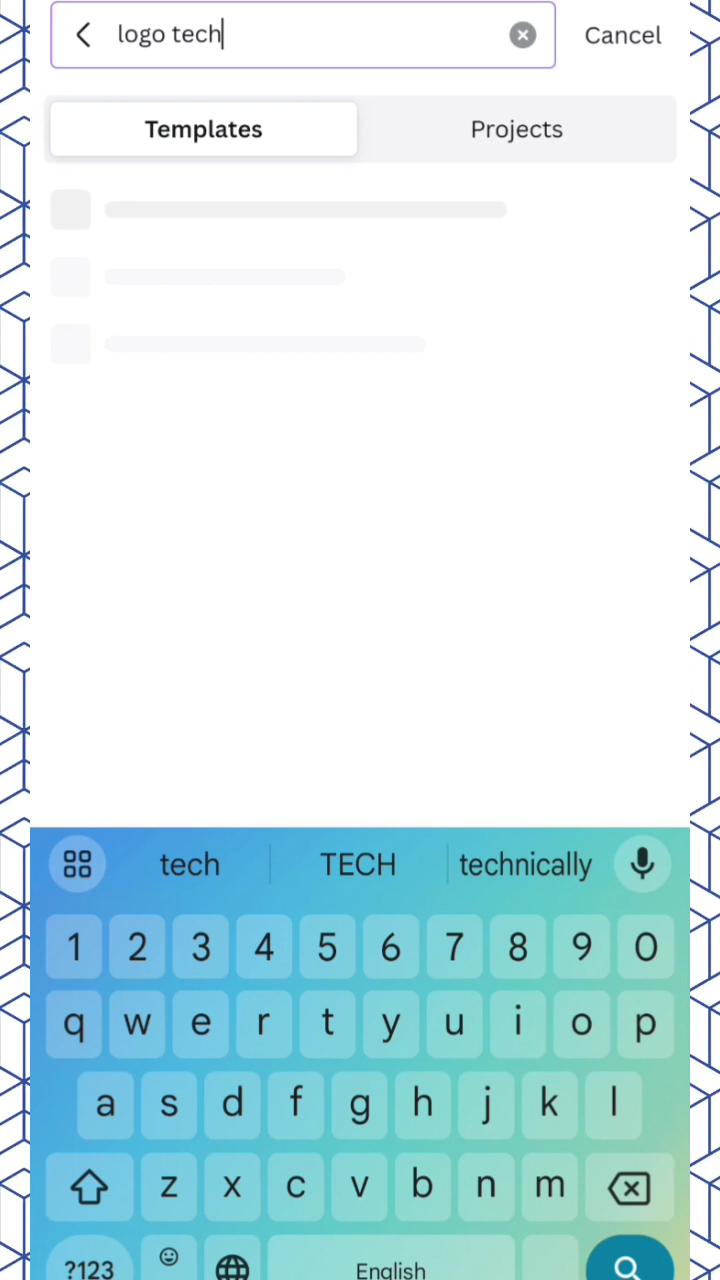 logo tech
Cancel
Templates
Projects
tech
TECH
technically
1 2 3 4 5 6 7 8 9 0
q w e r t y u i o p
a s d f g h j k l
z x c v b n m
?123
English